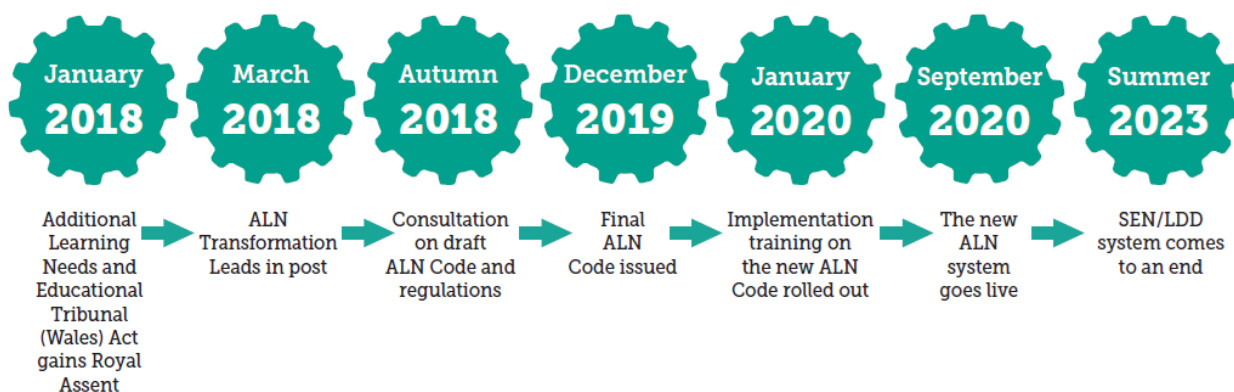 January
2018
March
2018
Autumn
2018
December
2019
January
2020
September
2020
Summer
2023
Additional
Learning
Needs and
Educational
Tribunal
(Wales) Act
gains Royal
Assent
ALN
Transformation
Leads in post
Consultation
on draft
ALN Code and
regulations
Final
ALN
Code issued
Implementation
training on
the new ALN
Code rolled out
The new
ALN
system
goes live
SEN/LDD
system comes
to an end